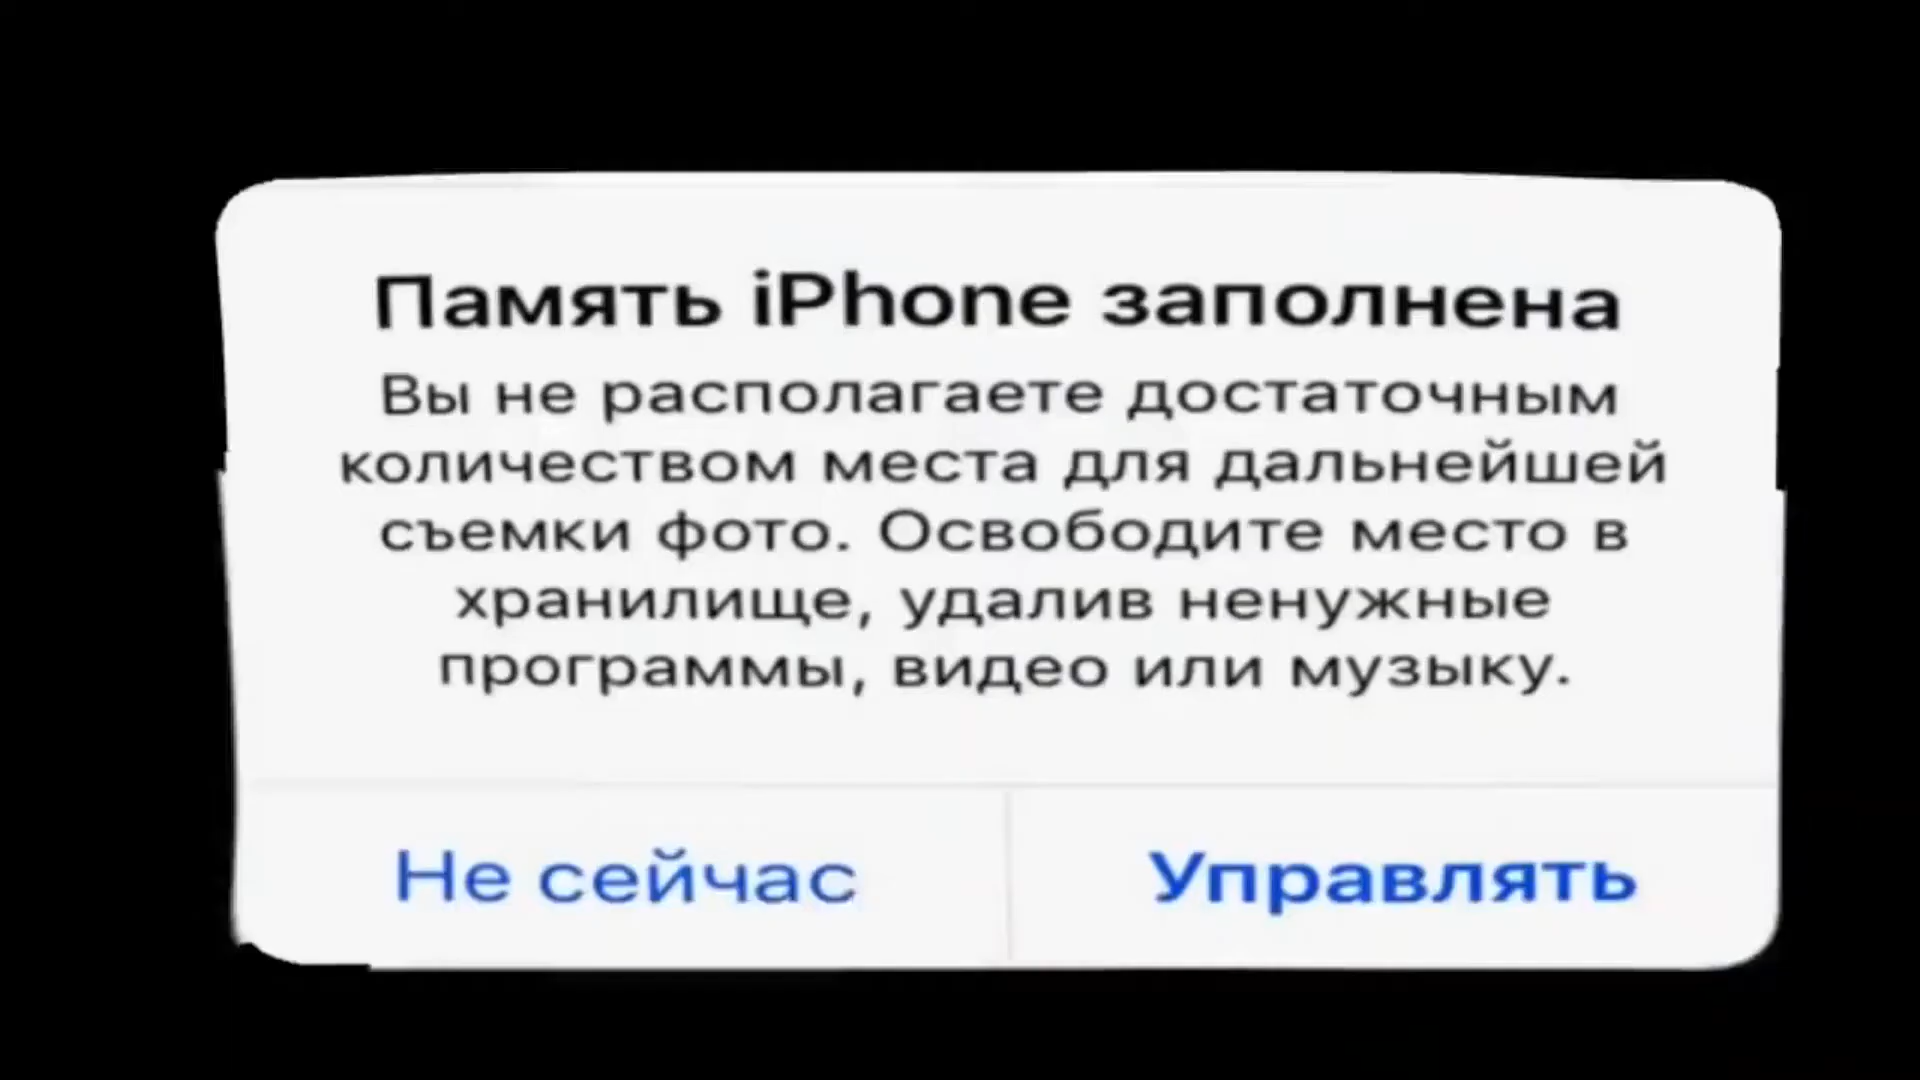 Память iPhone заполнена
Вы не располагаете достаточным
количеством места для дальнейшей
съемки фото. Освободите место в
хранилище, удалив ненужные
программы, видео или музыку.
Не сейчас
Управлять